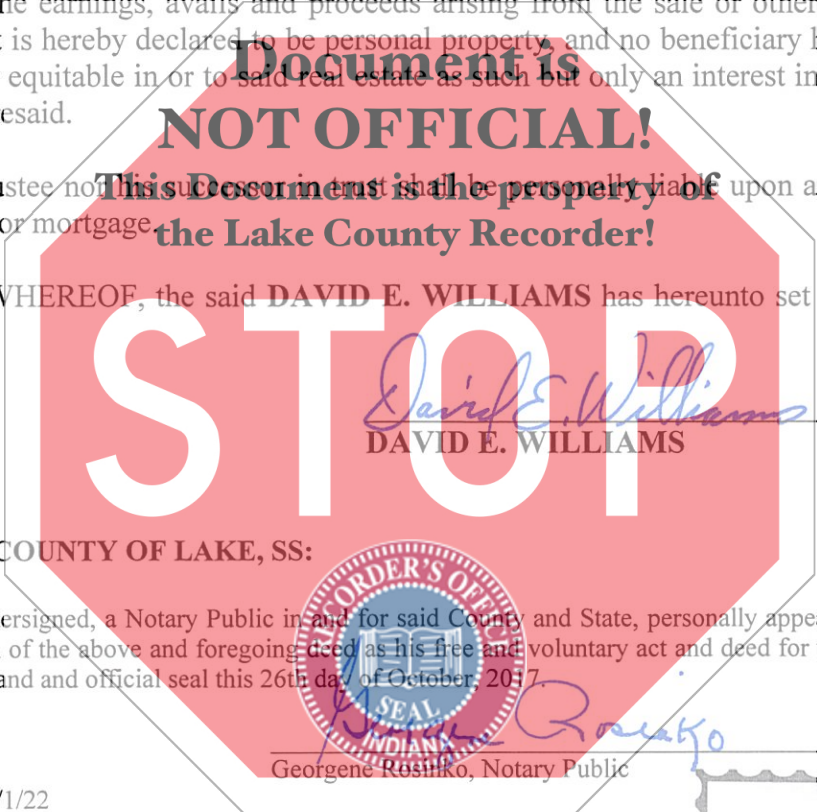 he earnings, avails and proceeds arising from the sale or other
t is hereby declared to be personal property, and no beneficiary h
Document is
equitable in or to said real estate as such but only an interest in
esaid.
NOT OFFICIAL!
ustee nor his successor in trust shall be personally liable upon a
This Document is the property of
or mortgage.
the Lake County Recorder!
WHEREOF, the said DAVID E. WILLIAMS has hereunto set
STOP
David E. Williams
DAVID E. WILLIAMS
COUNTY OF LAKE, SS:
RECORDER'S OFFICE
ersigned, a Notary Public in and for said County and State, personally appe
of the above and foregoing deed as his free and voluntary act and deed for
and and official seal this 26th day of October, 2017
SEAL
INDIANA
Georgene Rosinko
Georgene Rosinko, Notary Public
/1/22